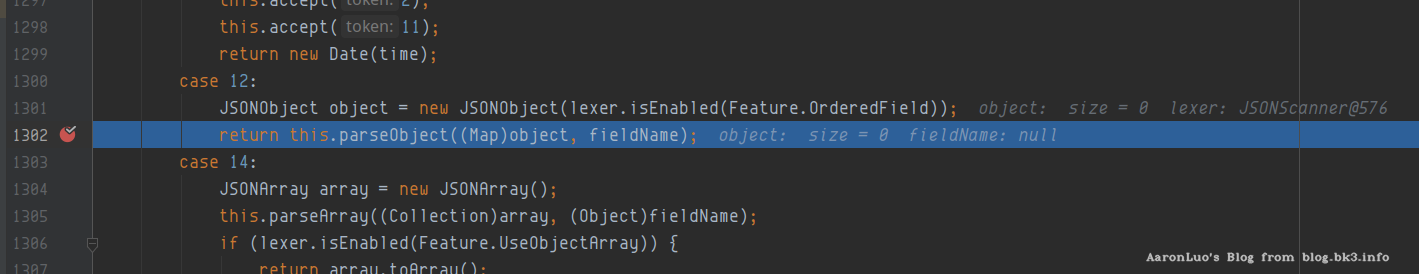 1297 this.accept( token: 2);
1298 this.accept( token: 11);
1299 return new Date(time);
1300 case 12:
1301 JSONObject object = new JSONObject(lexer.isEnabled(Feature.OrderedField)); object: size = 0 lexer: JSONScanner@576
1302 return this.parseObject((Map)object, fieldName); object: size = 0 fieldName: null
1303 case 14:
1304 JSONArray array = new JSONArray();
1305 this.parseArray((Collection)array, (Object)fieldName);
1306 if (lexer.isEnabled(Feature.UseObjectArray)) {
1307 return array.toArray();
AaronLuo's Blog from blog.bk3.info